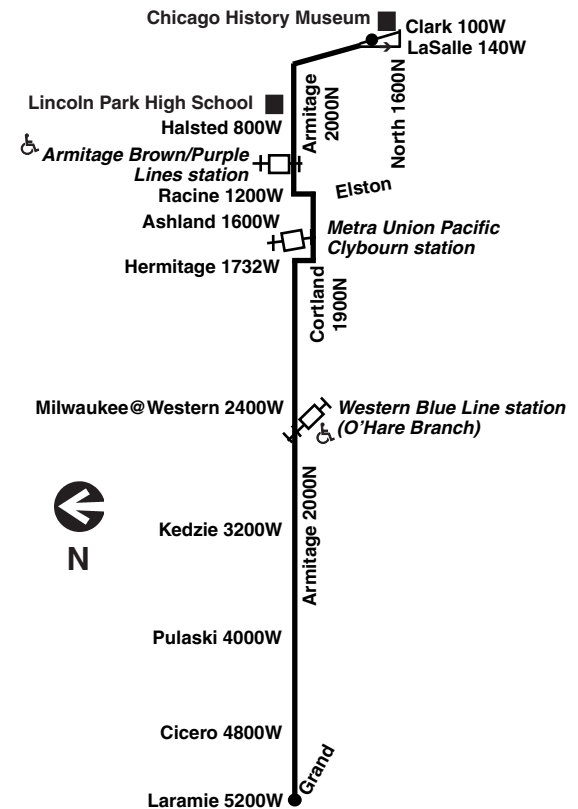 Chicago History Museum
Clark 100W
LaSalle 140W
Armitage
2000N
North 1600N
Lincoln Park High School
Halsted 800W
Armitage Brown/Purple
Lines station
Racine 1200W
Elston
Ashland 1600W
Metra Union Pacific
Clybourn station
Hermitage 1732W
Cortland
1900N
Milwaukee@Western 2400W
Western Blue Line station
(O'Hare Branch)
N
Kedzie 3200W
Armitage 2000N
Pulaski 4000W
Cicero 4800W
Grand
Laramie 5200W